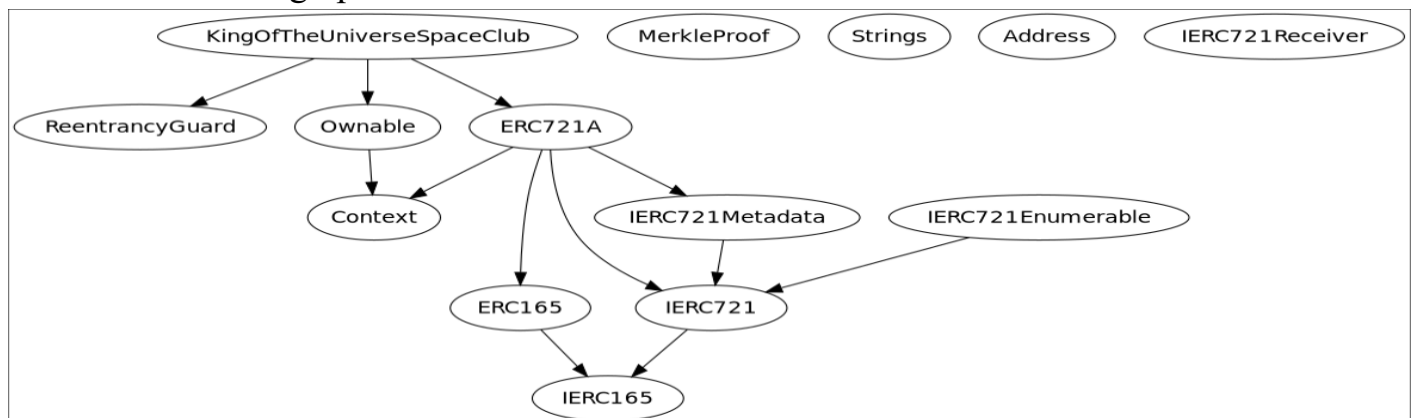 KingOfTheUniverseSpaceClub MerkleProof Strings Address IERC721Receiver
ReentrancyGuard Ownable ERC721A
Context IERC721Metadata IERC721Enumerable
ERC165 IERC721
IERC165